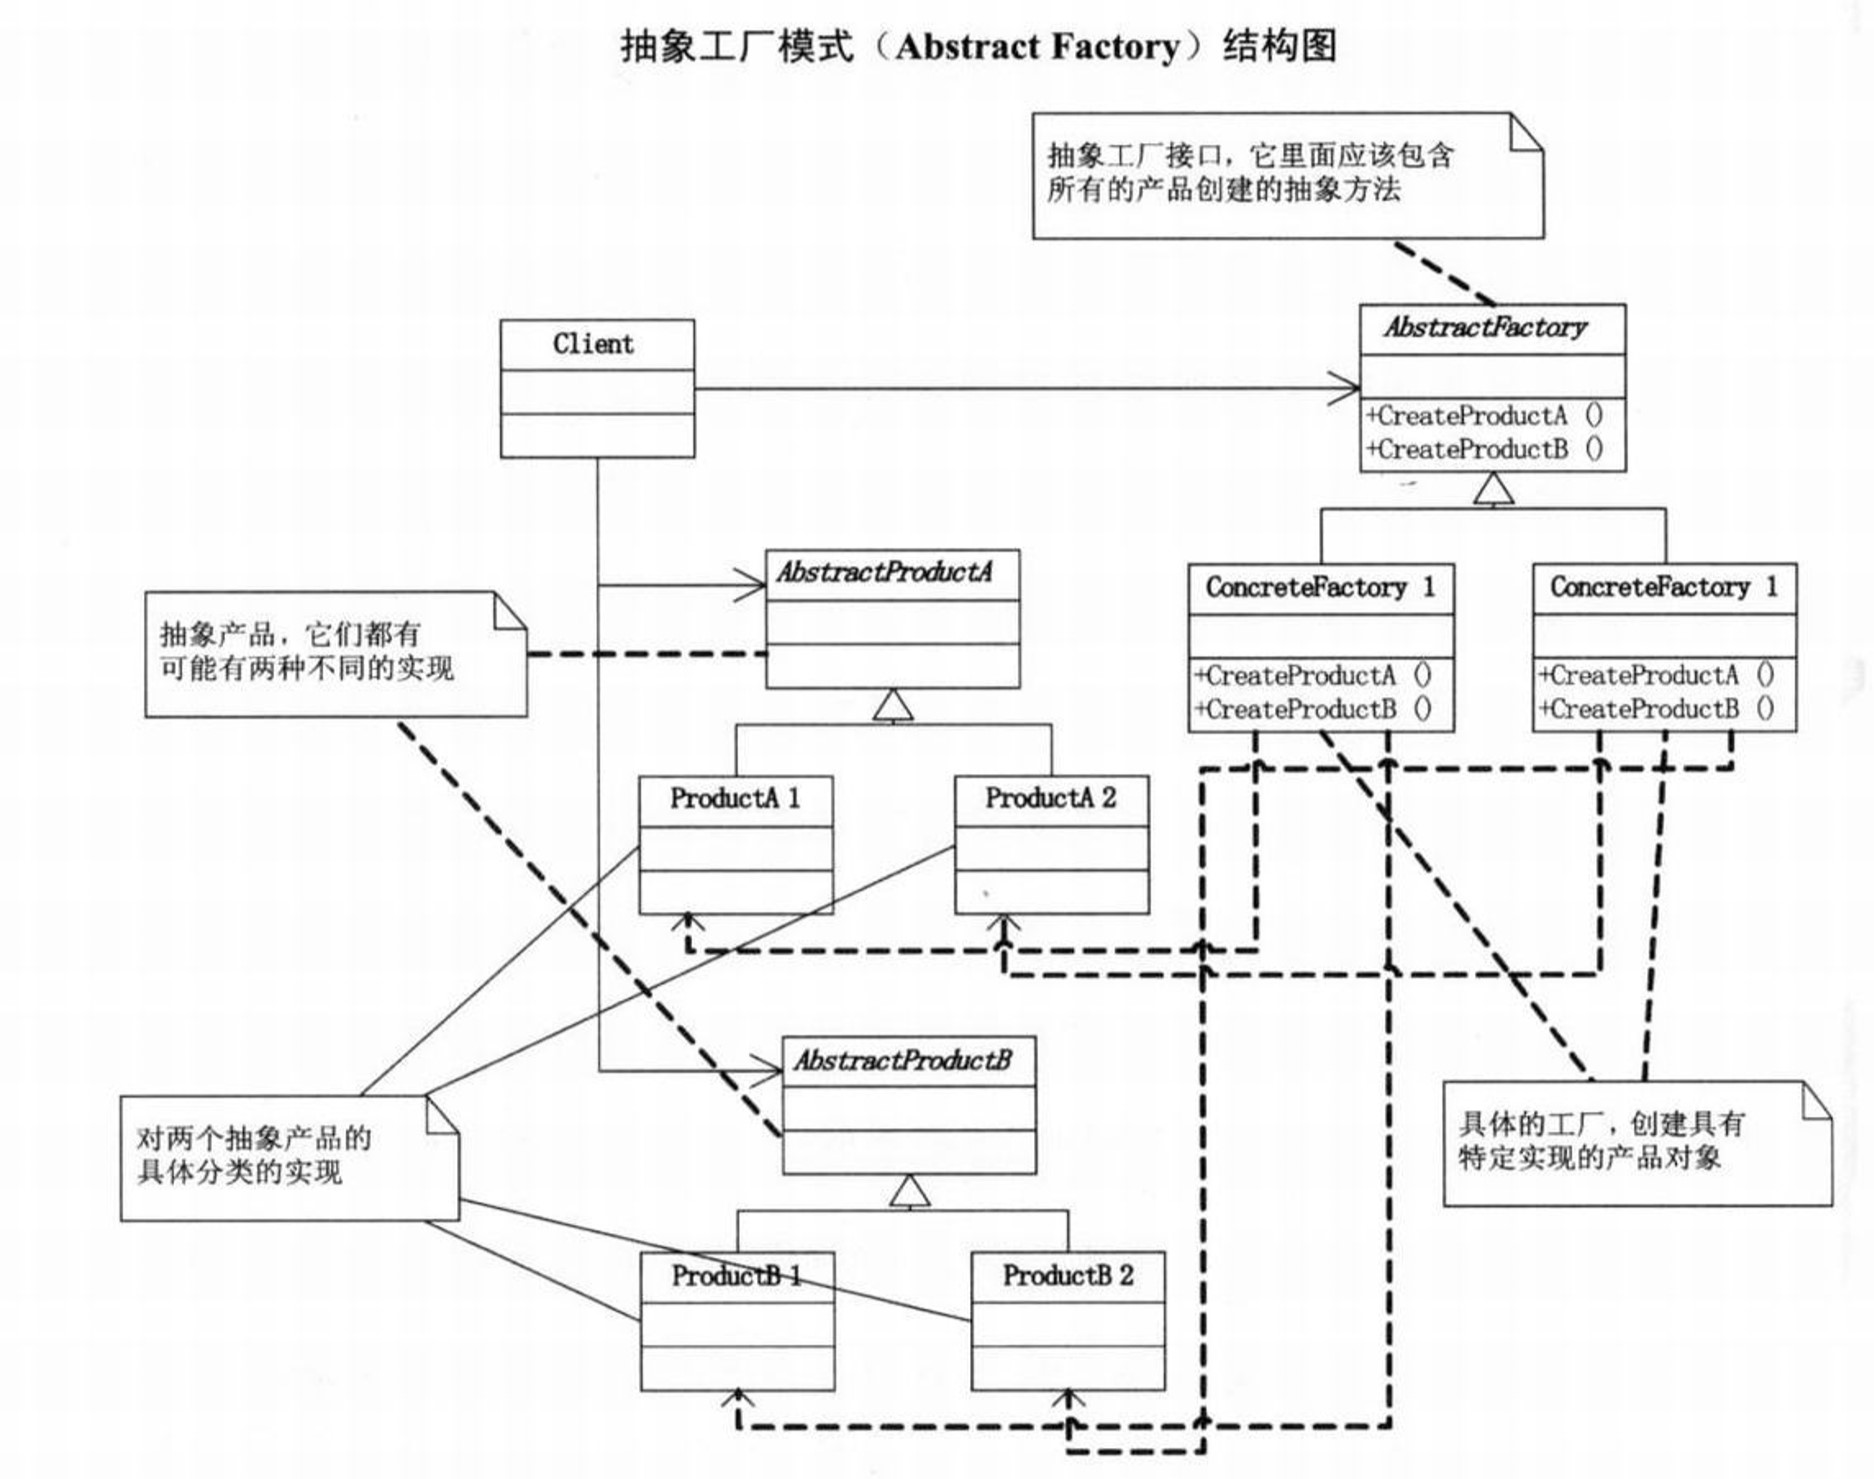 抽象工厂模式（Abstract Factory）结构图
抽象工厂接口，它里面应该包含
所有的产品创建的抽象方法
Client
AbstractFactory
+CreateProductA ()
+CreateProductB ()
AbstractProductA
ConcreteFactory 1
+CreateProductA ()
+CreateProductB ()
ConcreteFactory 1
+CreateProductA ()
+CreateProductB ()
抽象产品，它们都有
可能有两种不同的实现
ProductA 1
ProductA 2
AbstractProductB
对两个抽象产品的
具体分类的实现
具体的工厂，创建具有
特定实现的产品对象
ProductB 1
ProductB 2